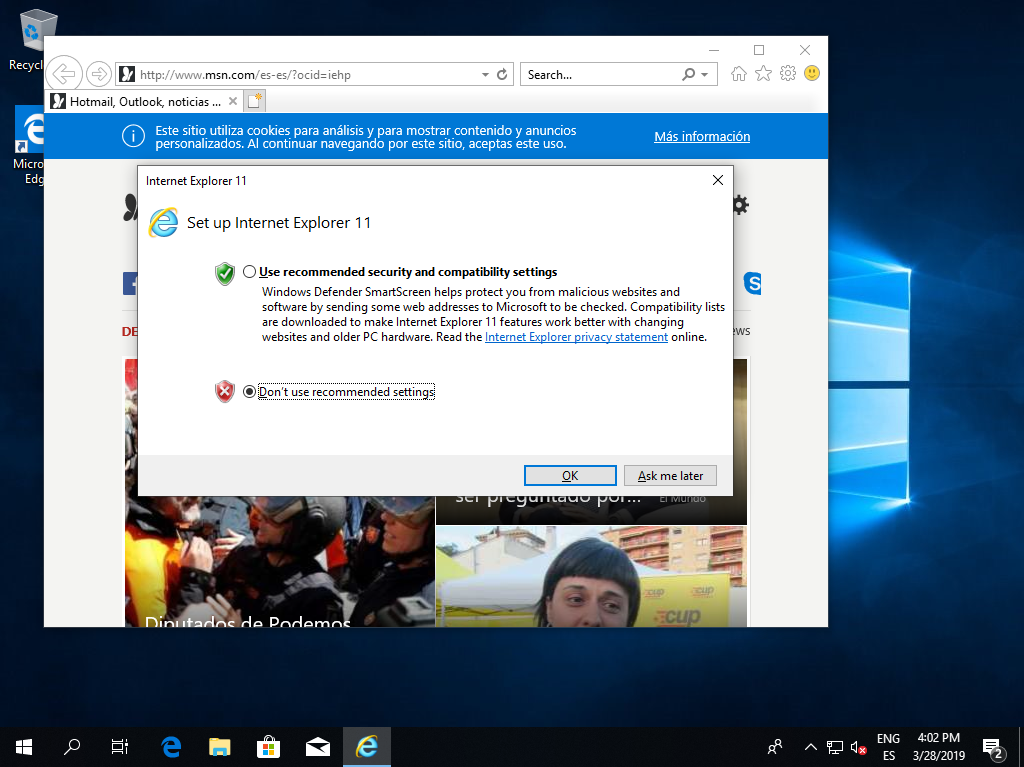 Recycl
Micro
Edg
http://www.msn.com/es-es/?ocid=iehp
Search...
Hotmail, Outlook, noticias ...
Este sitio utiliza cookies para análisis y para mostrar contenido y anuncios
personalizados. Al continuar navegando por este sitio, aceptas este uso.
Más información
Internet Explorer 11
Set up Internet Explorer 11
Use recommended security and compatibility settings
Windows Defender SmartScreen helps protect you from malicious websites and
software by sending some web addresses to Microsoft to be checked. Compatibility lists
are downloaded to make Internet Explorer 11 features work better with changing
websites and older PC hardware. Read the Internet Explorer privacy statement online.
Don't use recommended settings
OK
Ask me later
DE
ews
ser preguntado por...
El Mundo
cup
cup
Diputados de Podemos
ENG
ES
4:02 PM
3/28/2019
2